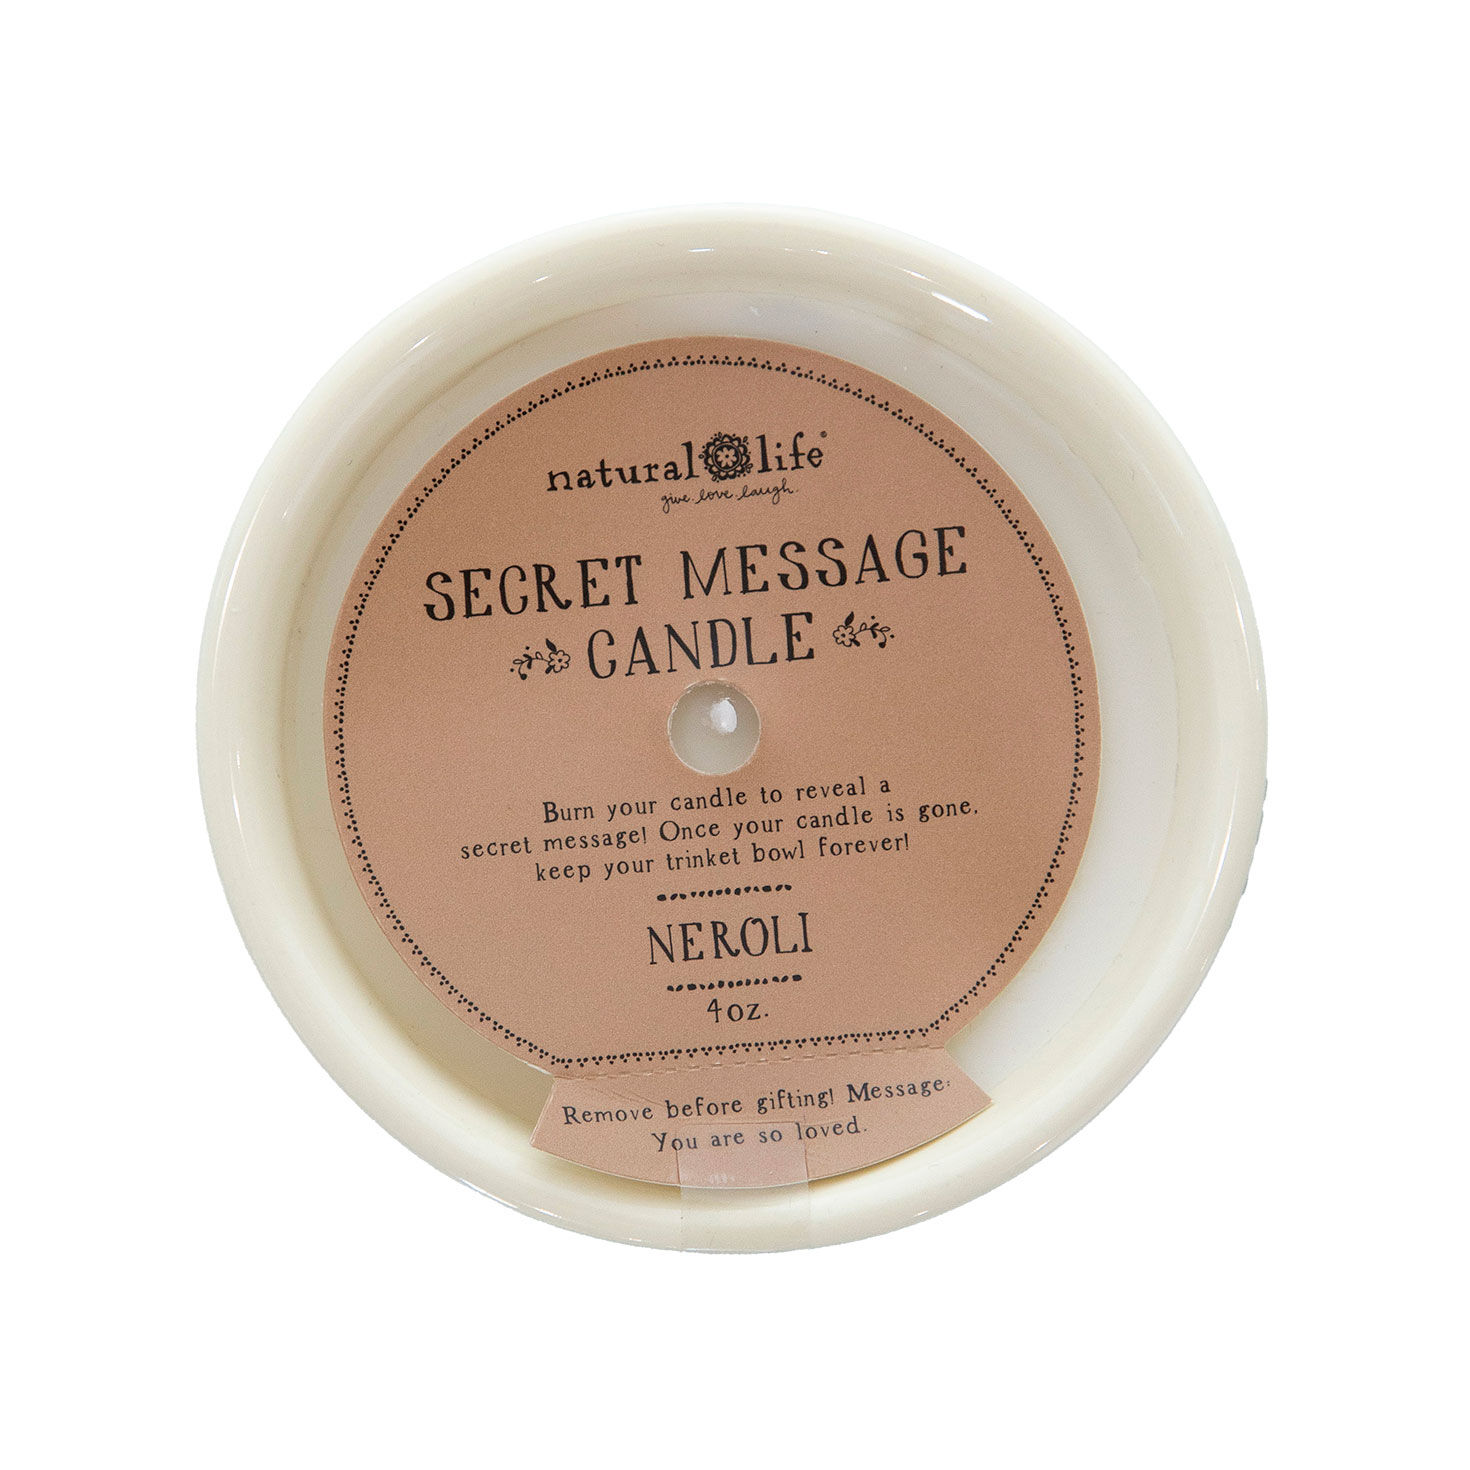 natural life®
give. love. laugh.
SECRET MESSAGE
CANDLE
Burn your candle to reveal a
secret message! Once your candle is gone,
keep your trinket bowl forever!
NEROLI
4oz.
Remove before gifting! Message:
You are so loved.